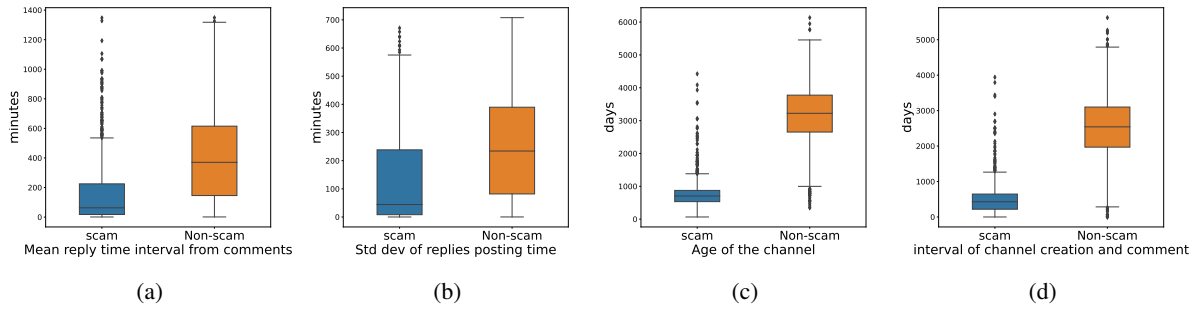 1400
1200
1000
800
600
400
200
0
minutes
scam Non-scam
Mean reply time interval from comments
(a)
700
600
500
400
300
200
100
0
minutes
scam Non-scam
Std dev of replies posting time
(b)
6000
5000
4000
3000
2000
1000
0
days
scam Non-scam
Age of the channel
(c)
5000
4000
3000
2000
1000
0
days
scam Non-scam
interval of channel creation and comment
(d)